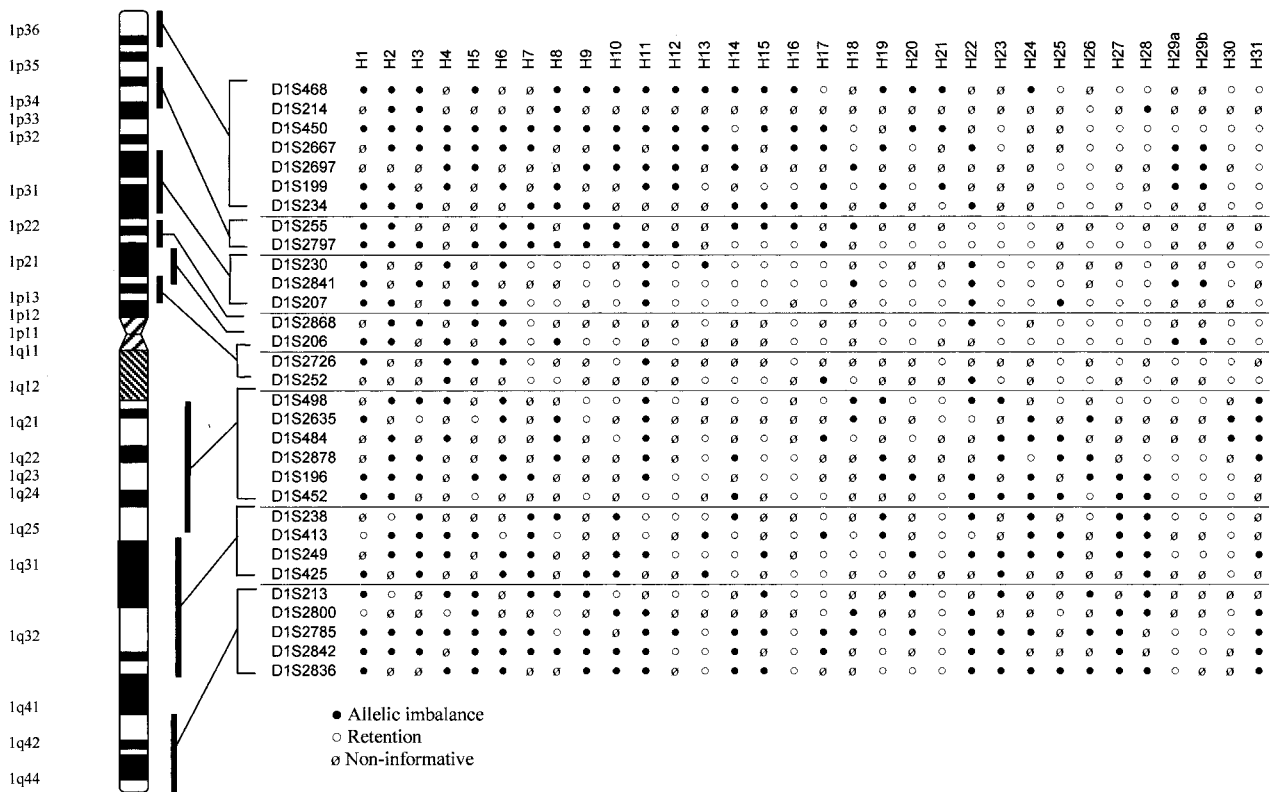 1p36
1p35
1p34
1p33
1p32
1p31
1p22
1p21
1p13
1p12
1p11
1q11
1q12
1q21
1q22
1q23
1q24
1q25
1q31
1q32
1q41
1q42
1q44
H1 H2 H3 H4 H5 H6 H7 H8 H9 H10 H11 H12 H13 H14 H15 H16 H17 H18 H19 H20 H21 H22 H23 H24 H25 H26 H27 H28 H29a H29b H30 H31
D1S468
D1S214
D1S450
D1S2667
D1S2697
D1S199
D1S234
D1S255
D1S2797
D1S230
D1S2841
D1S207
D1S2868
D1S206
D1S2726
D1S252
D1S498
D1S2635
D1S484
D1S2878
D1S196
D1S452
D1S238
D1S413
D1S249
D1S425
D1S213
D1S2800
D1S2785
D1S2842
D1S2836
● Allelic imbalance
○ Retention
ø Non-informative